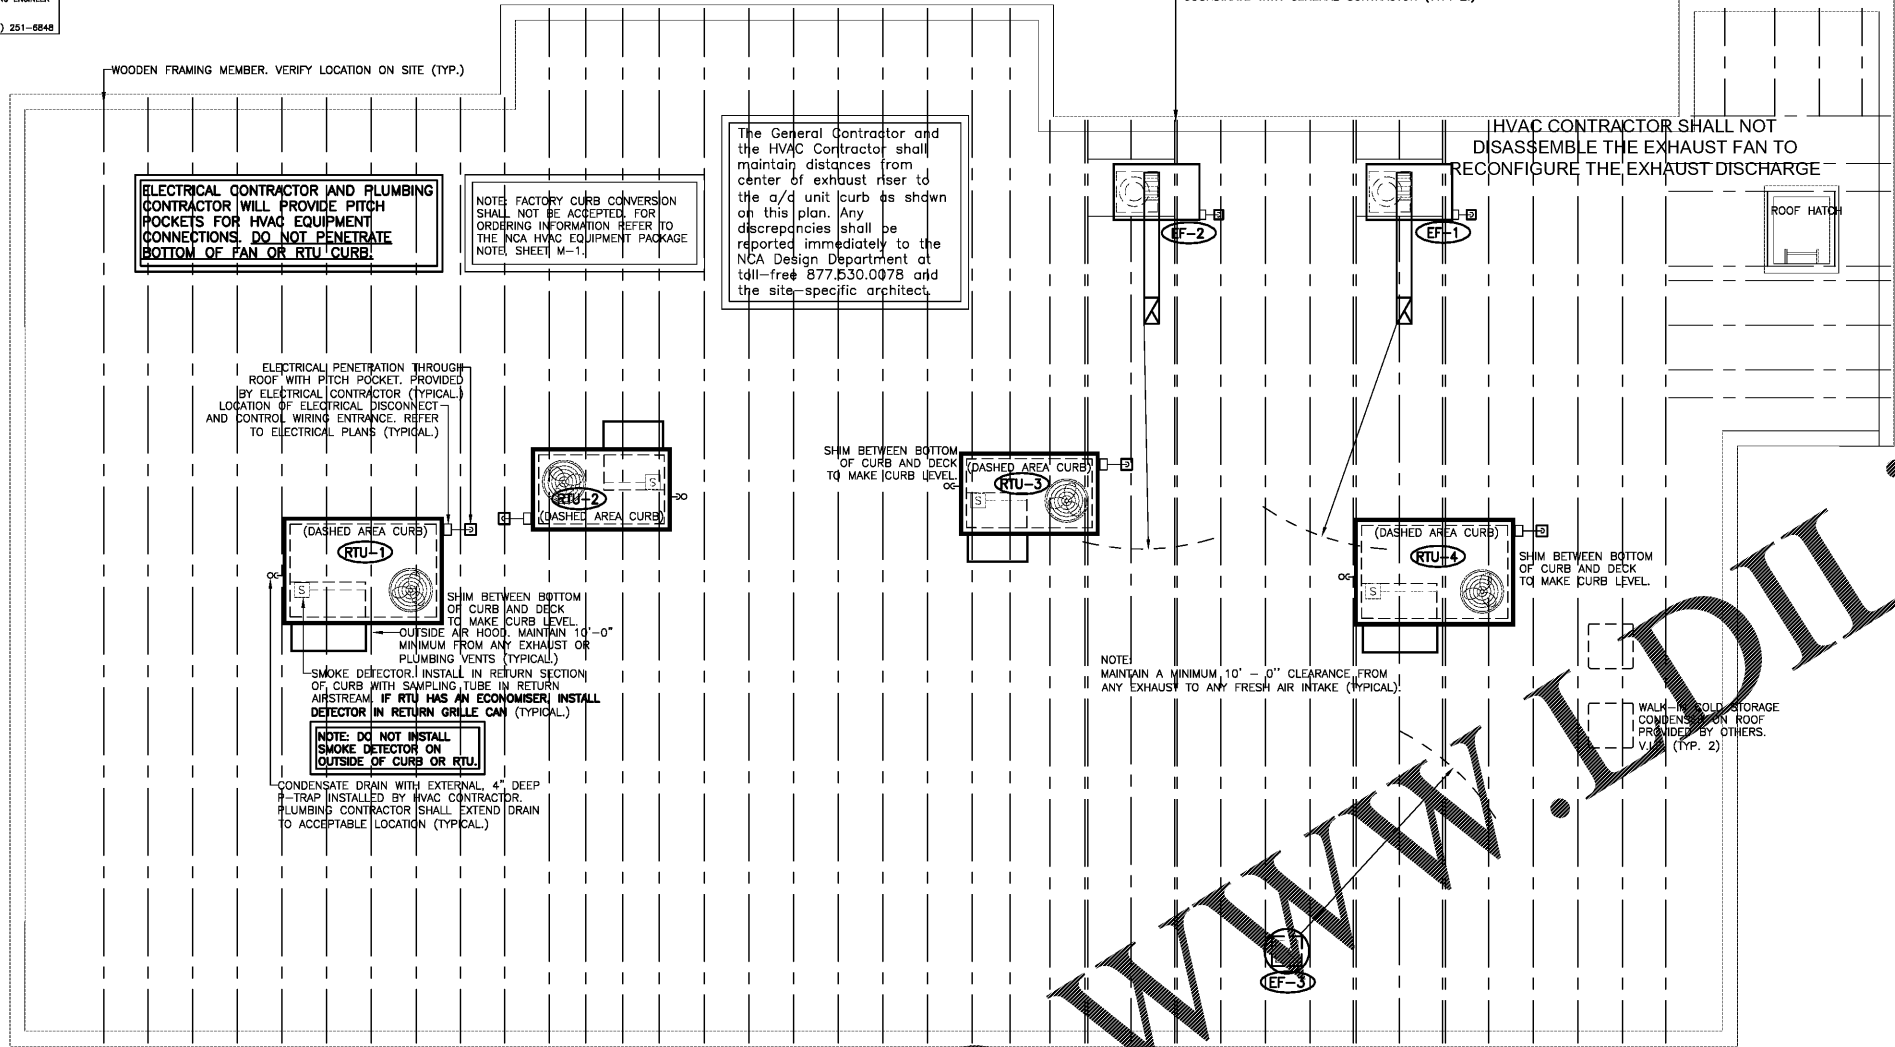 ) 251-6848
WOODEN FRAMING MEMBER. VERIFY LOCATION ON SITE (TYP.)
ELECTRICAL CONTRACTOR AND PLUMBING
CONTRACTOR WILL PROVIDE PITCH
POCKETS FOR HVAC EQUIPMENT
CONNECTIONS. DO NOT PENETRATE
BOTTOM OF FAN OR RTU CURB.
NOTE: FACTORY CURB CONVERSION
SHALL NOT BE ACCEPTED. FOR
ORDERING INFORMATION REFER TO
THE NCA HVAC EQUIPMENT PACKAGE
NOTE, SHEET M-1.
The General Contractor and
the HVAC Contractor shall
maintain distances from
center of exhaust riser to
the a/c unit curb as shown
on this plan. Any
discrepancies shall be
reported immediately to the
NCA Design Department at
toll-free 877.530.0078 and
the site-specific architect.
HVAC CONTRACTOR SHALL NOT
DISASSEMBLE THE EXHAUST FAN TO
RECONFIGURE THE EXHAUST DISCHARGE
ROOF HATCH
EF-2
EF-1
ELECTRICAL PENETRATION THROUGH
ROOF WITH PITCH POCKET. PROVIDED
BY ELECTRICAL CONTRACTOR (TYPICAL.)
LOCATION OF ELECTRICAL DISCONNECT
AND CONTROL WIRING ENTRANCE. REFER
TO ELECTRICAL PLANS (TYPICAL.)
S
RTU-2
(DASHED AREA CURB)
SHIM BETWEEN BOTTOM
OF CURB AND DECK
TO MAKE CURB LEVEL.
(DASHED AREA CURB)
RTU-3
S
(DASHED AREA CURB)
RTU-1
S
(DASHED AREA CURB)
RTU-4
S
SHIM BETWEEN BOTTOM
OF CURB AND DECK
TO MAKE CURB LEVEL.
SHIM BETWEEN BOTTOM
OF CURB AND DECK
TO MAKE CURB LEVEL.
OUTSIDE AIR HOOD. MAINTAIN 10'-0"
MINIMUM FROM ANY EXHAUST OR
PLUMBING VENTS (TYPICAL.)
SMOKE DETECTOR. INSTALL IN RETURN SECTION
OF CURB WITH SAMPLING TUBE IN RETURN
AIRSTREAM. IF RTU HAS AN ECONOMISER, INSTALL
DETECTOR IN RETURN GRILLE CAN (TYPICAL.)
NOTE: DO NOT INSTALL
SMOKE DETECTOR ON
OUTSIDE OF CURB OR RTU.
CONDENSATE DRAIN WITH EXTERNAL, 4" DEEP
P-TRAP INSTALLED BY HVAC CONTRACTOR.
PLUMBING CONTRACTOR SHALL EXTEND DRAIN
TO ACCEPTABLE LOCATION (TYPICAL.)
NOTE:
MAINTAIN A MINIMUM 10' - 0'' CLEARANCE FROM
ANY EXHAUST TO ANY FRESH AIR INTAKE (TYPICAL).
WALK-IN COLD STORAGE
CONDENSER ON ROOF
PROVIDED BY OTHERS.
(TYP. 2)
EF-3
WWW.LDII.